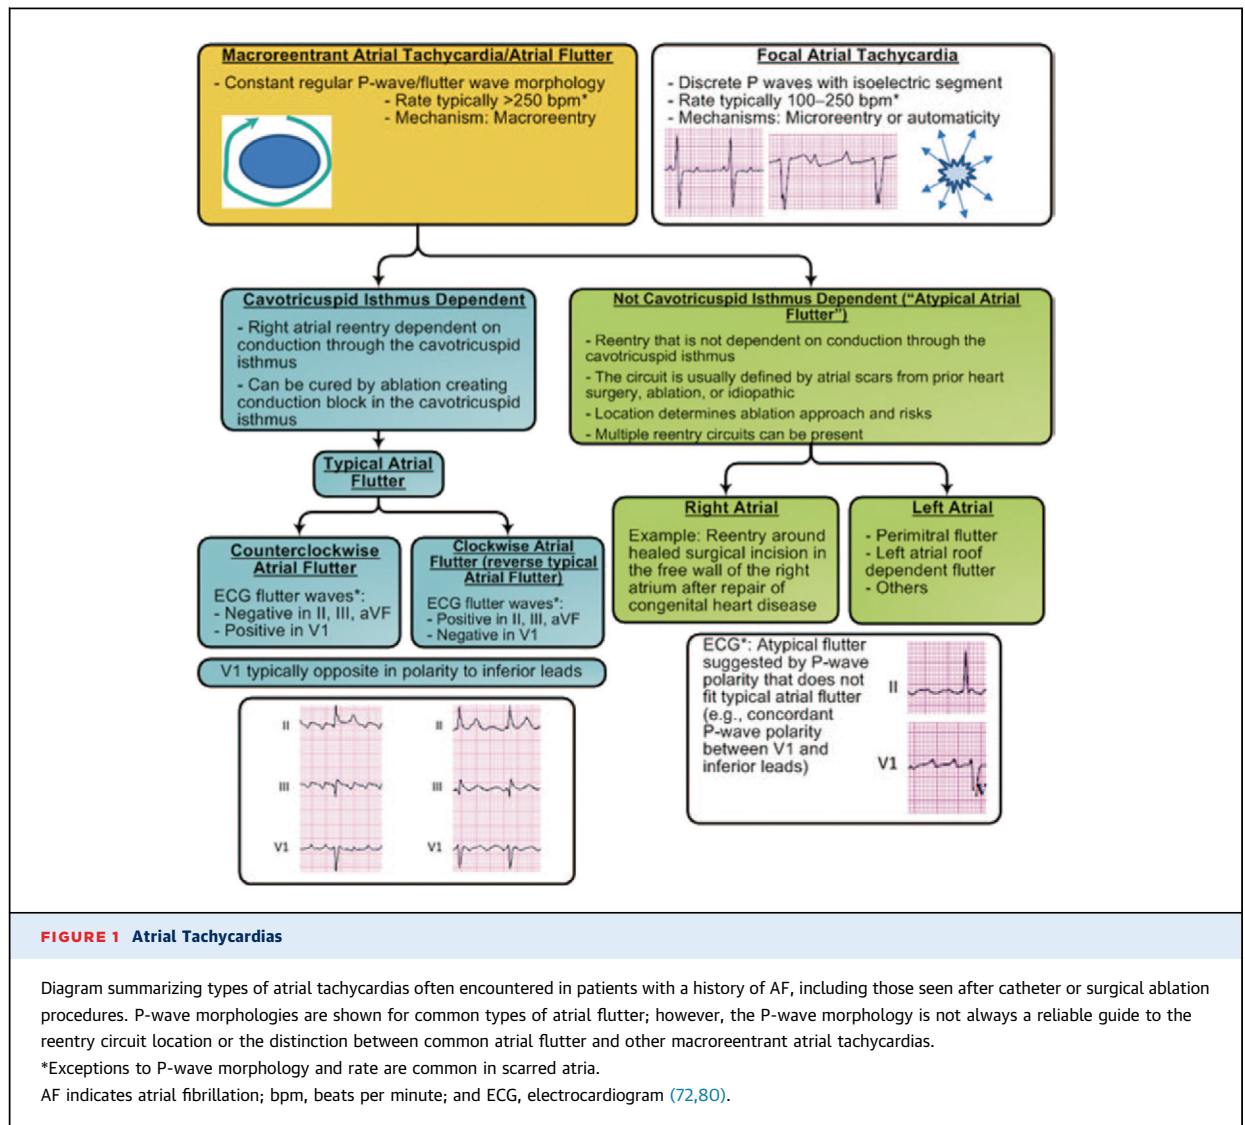 Macroreentrant Atrial Tachycardia/Atrial Flutter
- Constant regular P-wave/flutter wave morphology
- Rate typically >250 bpm*
- Mechanism: Macroreentry
Focal Atrial Tachycardia
- Discrete P waves with isoelectric segment
- Rate typically 100–250 bpm*
- Mechanisms: Microreentry or automaticity
Cavotricuspid Isthmus Dependent
- Right atrial reentry dependent on
conduction through the cavotricuspid
isthmus
- Can be cured by ablation creating
conduction block in the cavotricuspid
isthmus
Not Cavotricuspid Isthmus Dependent (“Atypical Atrial
Flutter”)
- Reentry that is not dependent on conduction through the
cavotricuspid isthmus
- The circuit is usually defined by atrial scars from prior heart
surgery, ablation, or idiopathic
- Location determines ablation approach and risks
- Multiple reentry circuits can be present
Typical Atrial
Flutter
Counterclockwise
Atrial Flutter
ECG flutter waves*:
- Negative in II, III, aVF
- Positive in V1
Clockwise Atrial
Flutter (reverse typical
Atrial Flutter)
ECG flutter waves*:
- Positive in II, III, aVF
- Negative in V1
Right Atrial
Example: Reentry around
healed surgical incision in
the free wall of the right
atrium after repair of
congenital heart disease
Left Atrial
- Perimitral flutter
- Left atrial roof
dependent flutter
- Others
V1 typically opposite in polarity to inferior leads
II
III
V1
II
III
V1
ECG*: Atypical flutter
suggested by P-wave
polarity that does not
fit typical atrial flutter
(e.g., concordant
P-wave polarity
between V1 and
inferior leads)
II
V1
FIGURE 1 Atrial Tachycardias
Diagram summarizing types of atrial tachycardias often encountered in patients with a history of AF, including those seen after catheter or surgical ablation
procedures. P-wave morphologies are shown for common types of atrial flutter; however, the P-wave morphology is not always a reliable guide to the
reentry circuit location or the distinction between common atrial flutter and other macroreentrant atrial tachycardias.
*Exceptions to P-wave morphology and rate are common in scarred atria.
AF indicates atrial fibrillation; bpm, beats per minute; and ECG, electrocardiogram (72,80).